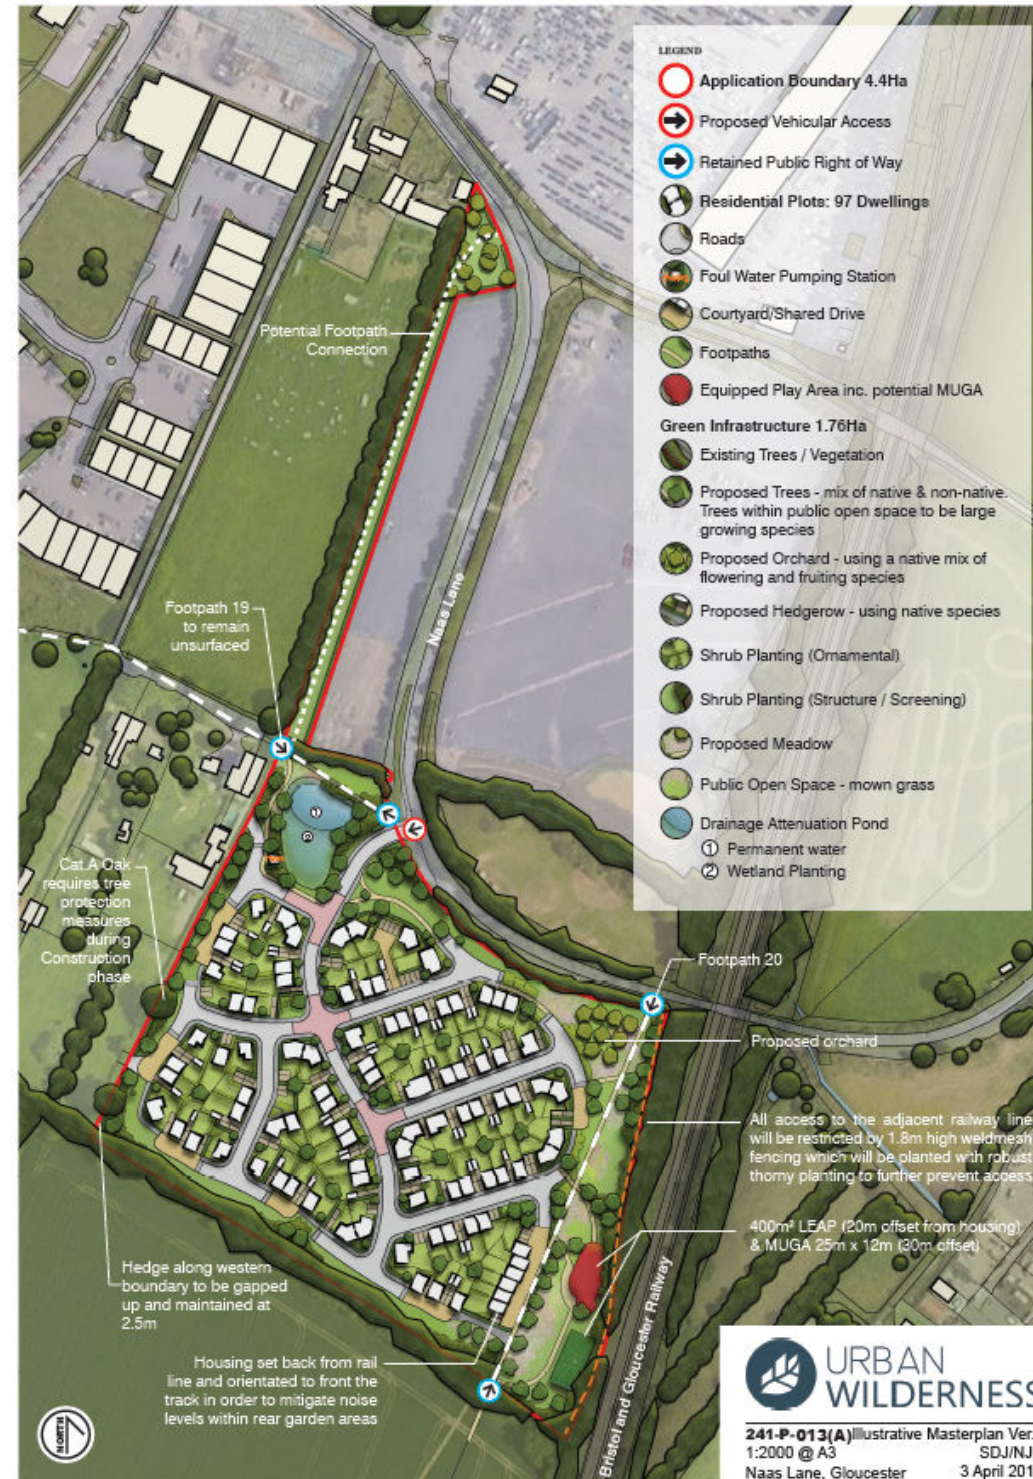 LEGEND
Application Boundary 4.4Ha
Proposed Vehicular Access
Retained Public Right of Way
Residential Plots: 97 Dwellings
Roads
Foul Water Pumping Station
Courtyard/Shared Drive
Footpaths
Equipped Play Area inc. potential MUGA
Green Infrastructure 1.76Ha
Existing Trees / Vegetation
Proposed Trees - mix of native & non-native.
Trees within public open space to be large
growing species
Proposed Orchard - using a native mix of
flowering and fruiting species
Proposed Hedgerow - using native species
Shrub Planting (Ornamental)
Shrub Planting (Structure / Screening)
Proposed Meadow
Public Open Space - mown grass
Drainage Attenuation Pond
1 Permanent water
2 Wetland Planting
Potential Footpath
Connection
Naas Lane
Footpath 19
to remain
unsurfaced
1
2
Cat.A Oak
requires tree
protection
measures
during
Construction
phase
Footpath 20
Proposed orchard
All access to the adjacent railway line
will be restricted by 1.8m high weldmesh
fencing which will be planted with robust
thorny planting to further prevent access
400m² LEAP (20m offset from housing)
& MUGA 25m x 12m (30m offset)
Hedge along western
boundary to be gapped
up and maintained at
2.5m
Housing set back from rail
line and orientated to front the
track in order to mitigate noise
levels within rear garden areas
Bristol and Gloucester Railway
NORTH
URBAN
WILDERNESS
241-P-013(A)Illustrative Masterplan Ver.
1:2000 @ A3
SDJ/NJ
Naas Lane, Gloucester
3 April 201